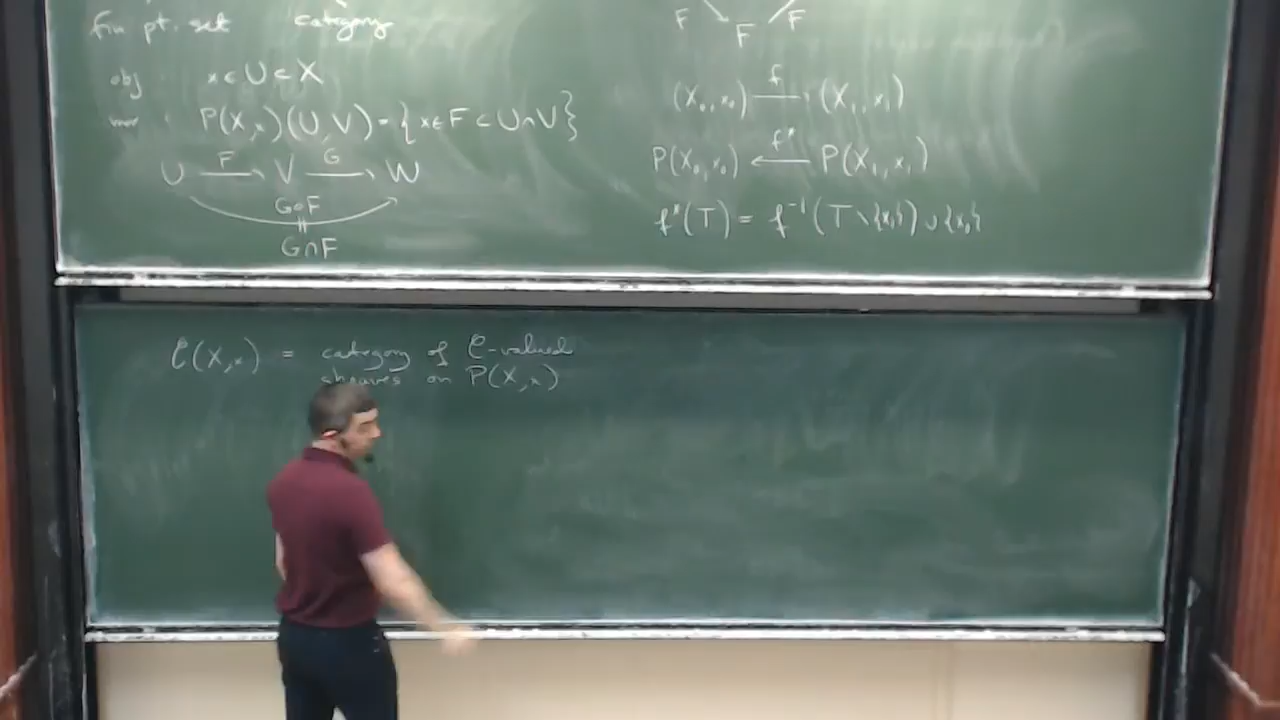 fin pt. set category
obj x ∈ U ⊂ X
mor : P(X,x)(U,V) = {x ∈ F ⊂ U ∩ V}
U —F→ V —G→ W
G∘F
G∩F
F F
F
(X₀,x₀) —f→ (X₁,x₁)
P(X₀,x₀) ←f*— P(X₁,x₁)
f*(T) = f⁻¹(T \ {x₁}) ∪ {x₀}
C(X,x) = category of C-valued
sheaves on P(X,x)